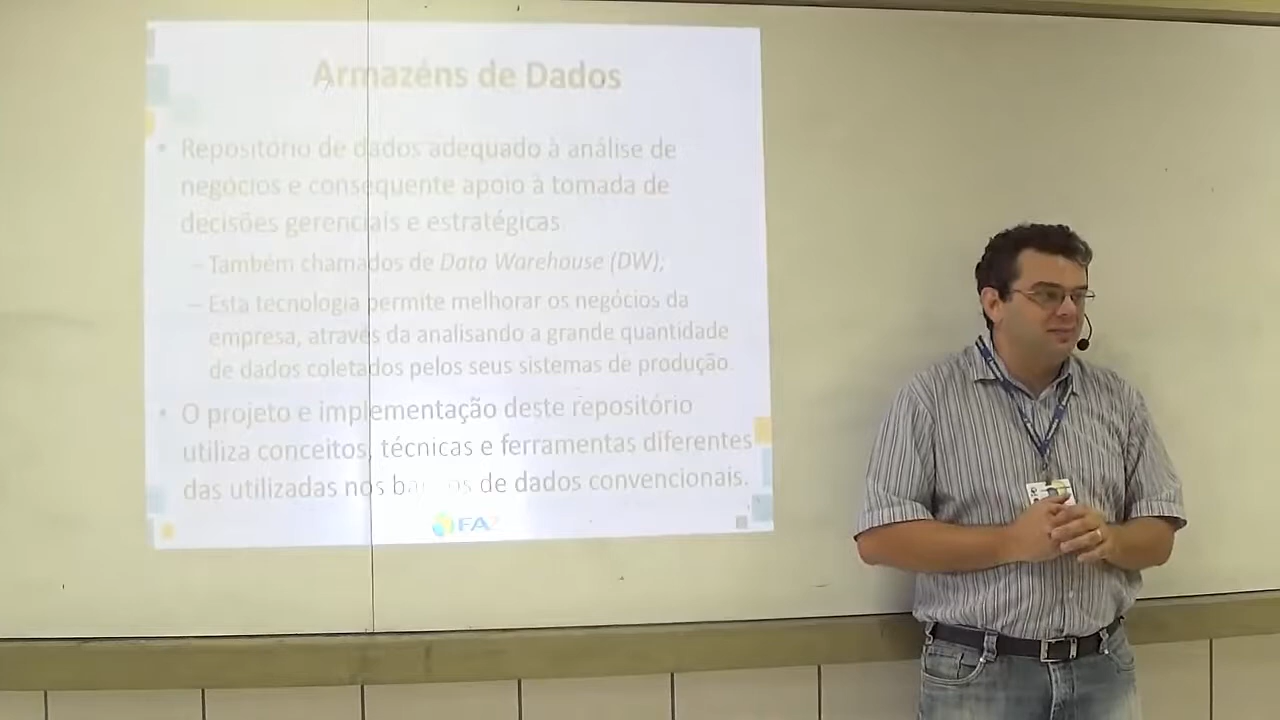 Armazéns de Dados
• Repositório de dados adequado à análise de
negócios e consequente apoio à tomada de
decisões gerenciais e estratégicas
– Também chamados de Data Warehouse (DW);
– Esta tecnologia permite melhorar os negócios da
empresa, através da analisando a grande quantidade
de dados coletados pelos seus sistemas de produção.
• O projeto e implementação deste repositório
utiliza conceitos, técnicas e ferramentas diferentes
das utilizadas nos de dados convencionais.